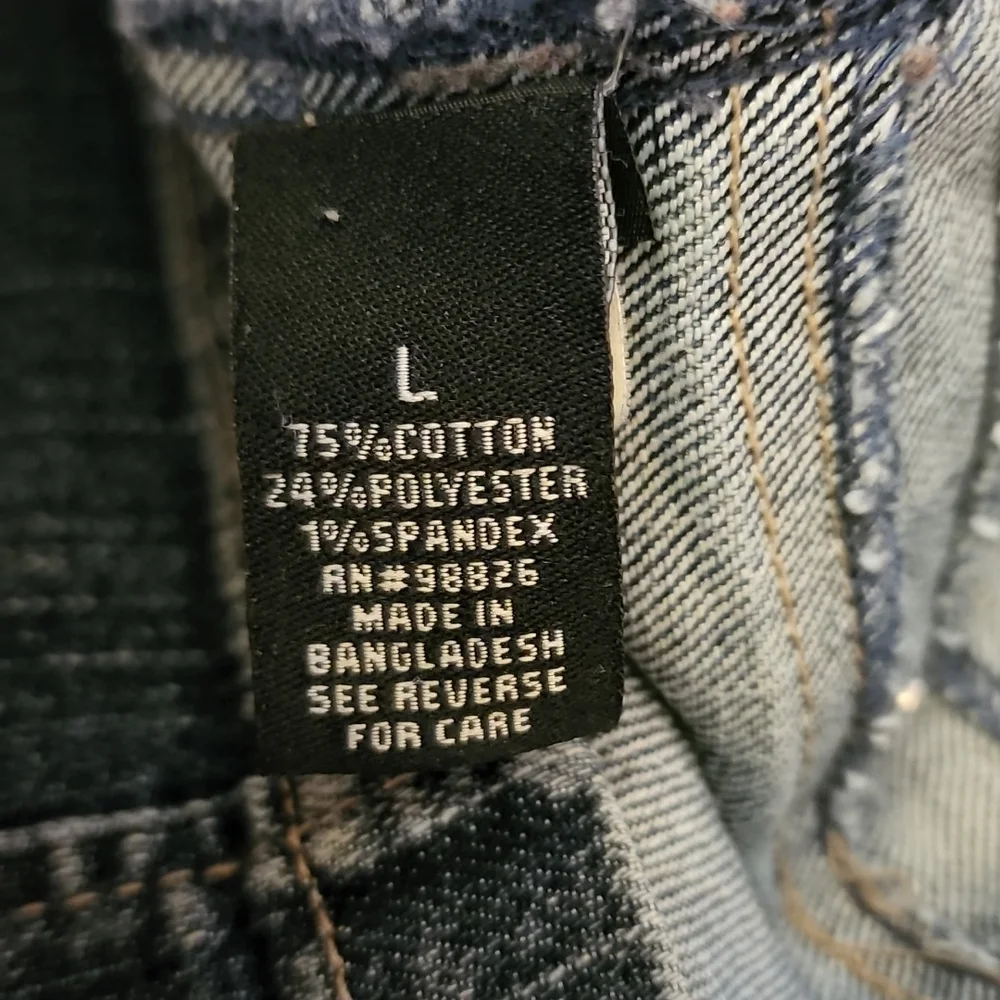 L
75%COTTON
24%POLYESTER
1%SPANDEX
RN#98826
MADE IN
BANGLADESH
SEE REVERSE
FOR CARE